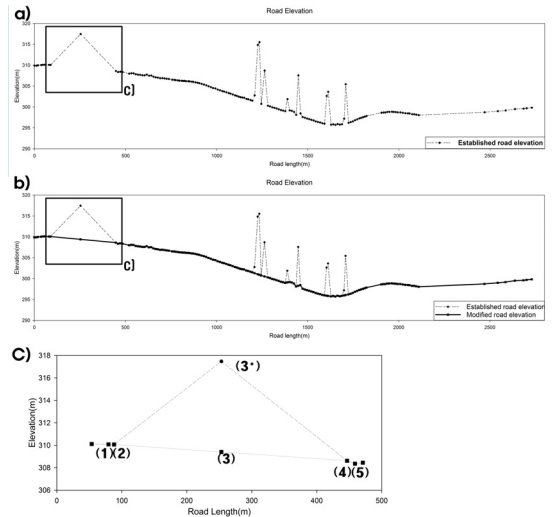 a)
Road Elevation
320
315
310
305
300
295
290
Elevation(m)
C)
0
500
1000
1500
2000
2500
Road length(m)
Established road elevation
b)
Road Elevation
320
315
310
305
300
295
290
Elevation(m)
C)
0
500
1000
1500
2000
2500
Road length(m)
Established road elevation
Modified road elevation
C)
318
316
314
312
310
308
306
Elevation(m)
(3*)
(1)(2)
(3)
(4)(5)
0
100
200
300
400
500
Road Length(m)